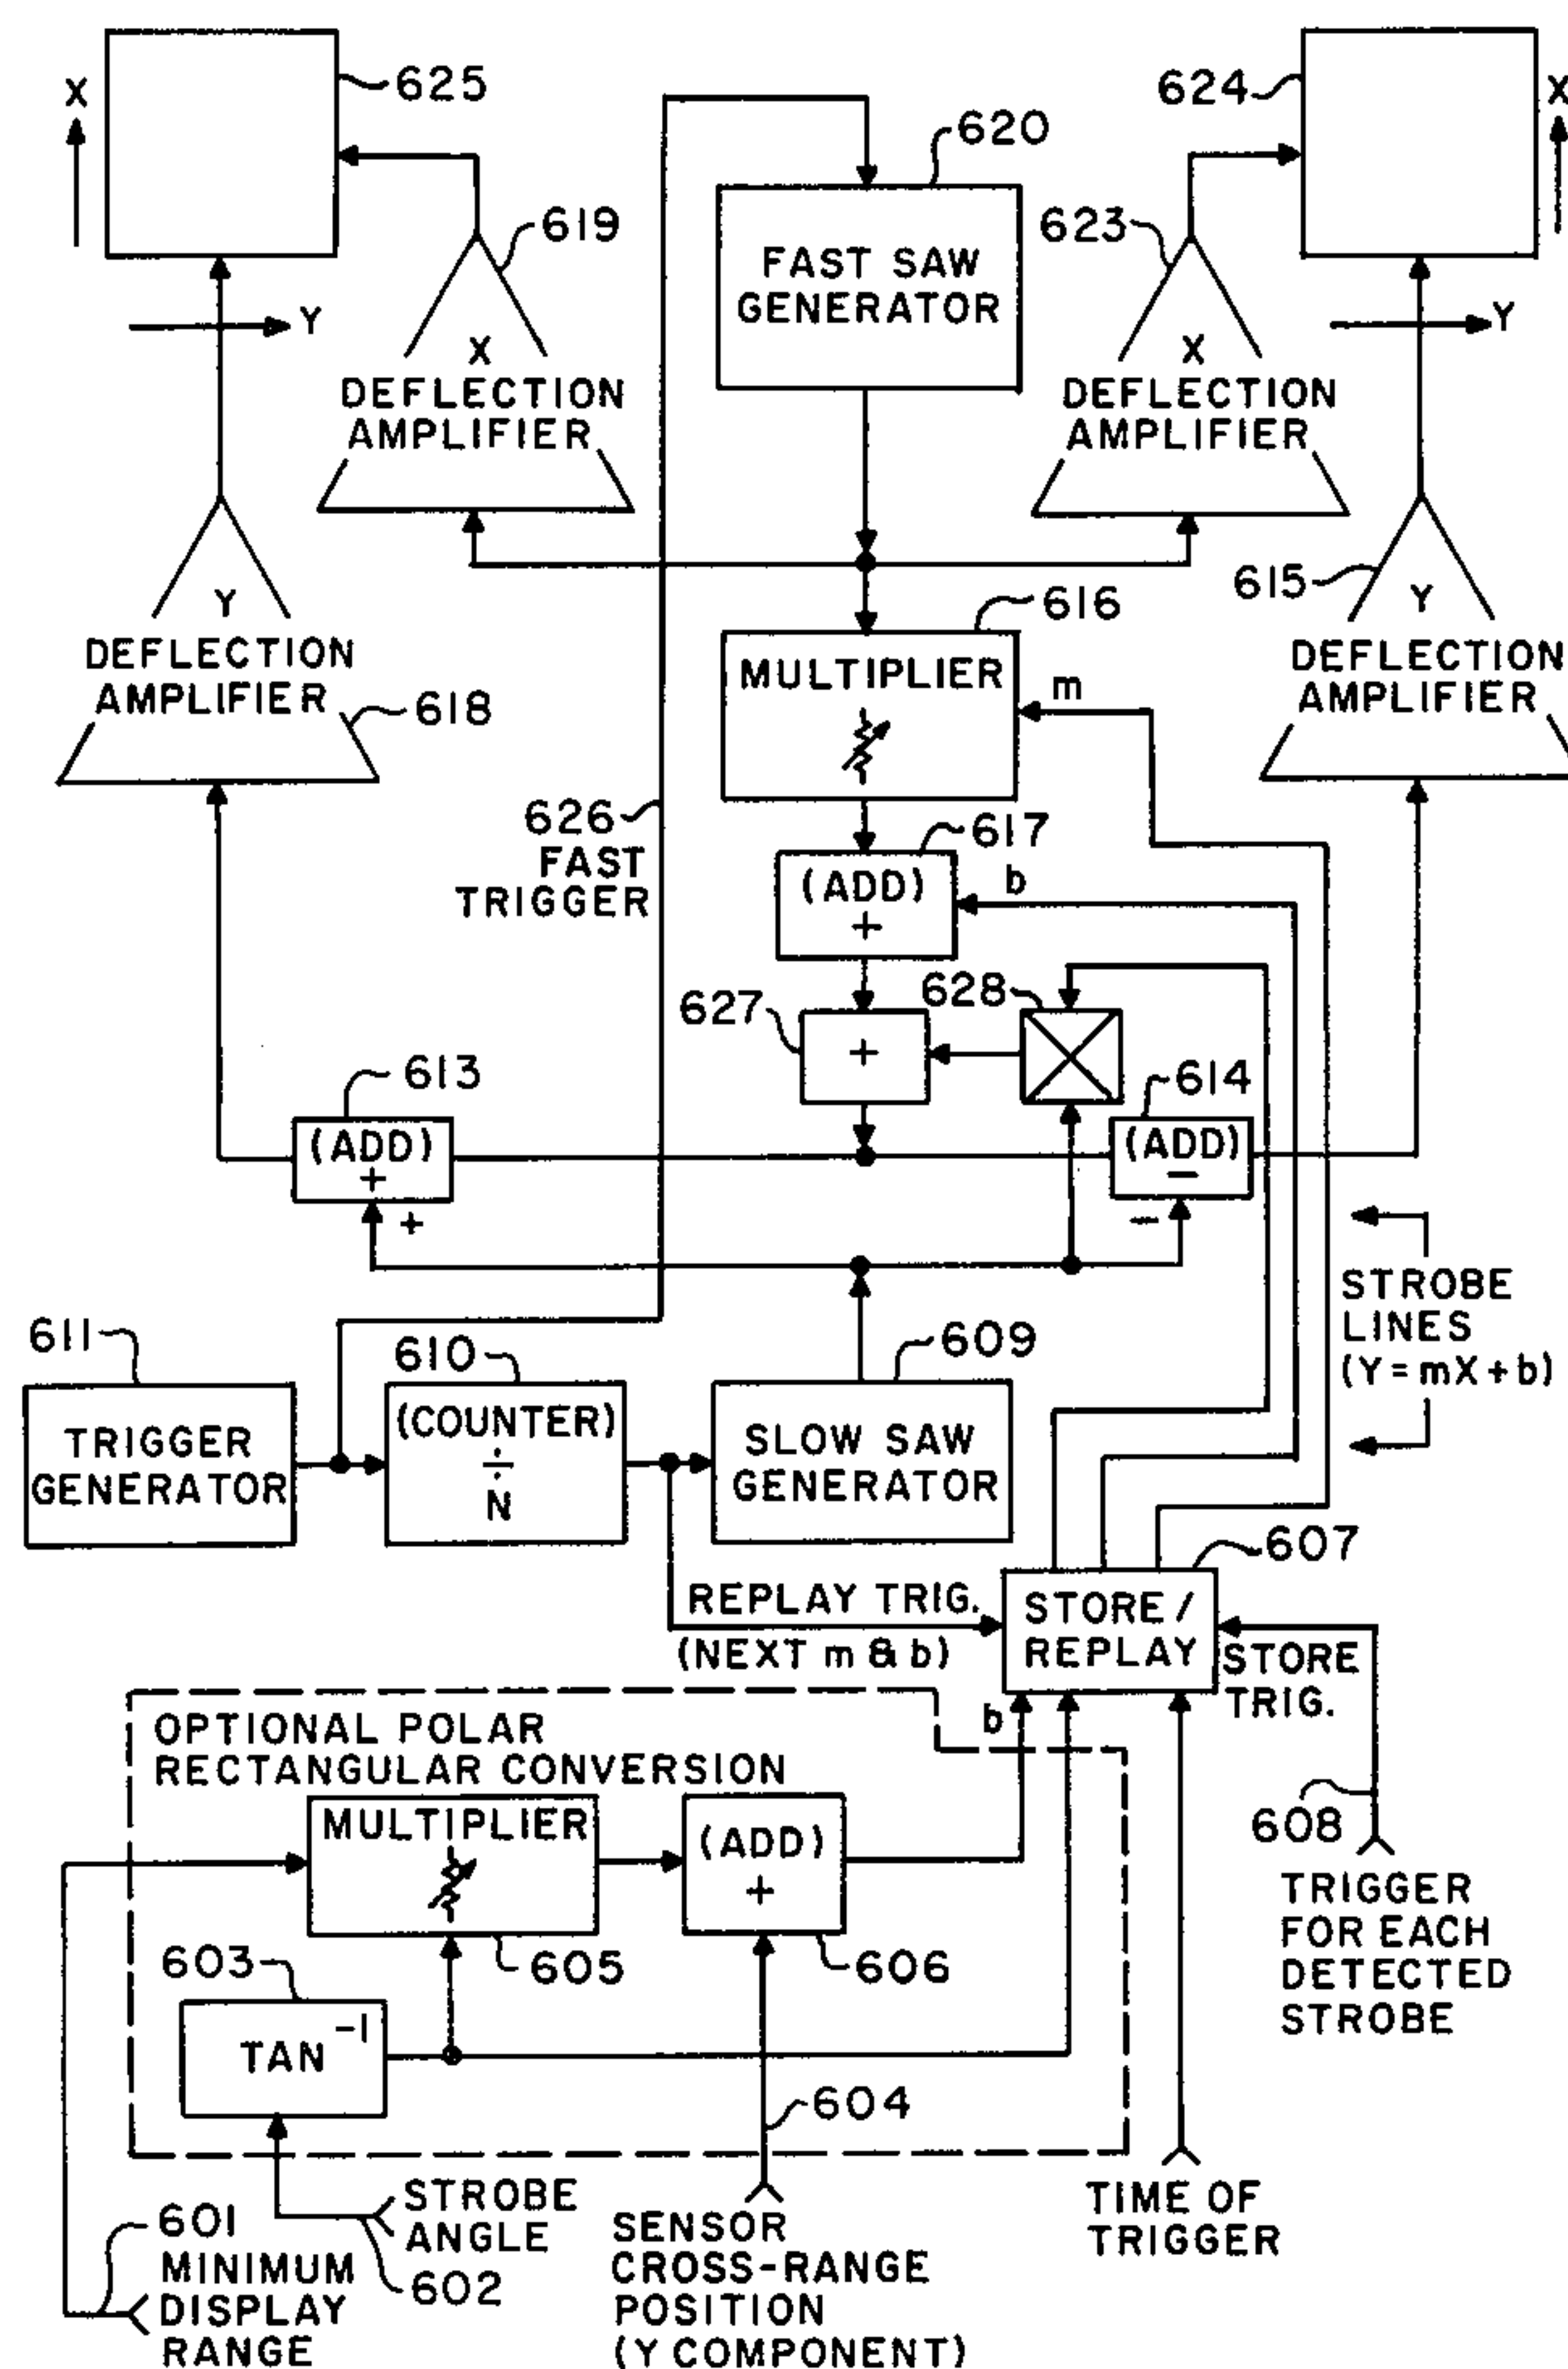 X
625
624
X
620
619
623
FAST SAW
GENERATOR
Y
Y
X
DEFLECTION
AMPLIFIER
X
DEFLECTION
AMPLIFIER
616
615
Y
DEFLECTION
AMPLIFIER
618
Y
DEFLECTION
AMPLIFIER
MULTIPLIER
m
626
FAST
TRIGGER
617
(ADD)
+
b
627
+
628
613
(ADD)
+
+
614
(ADD)
−
−
STROBE
LINES
(Y=mX+b)
611
TRIGGER
GENERATOR
610
(COUNTER)
÷
N
609
SLOW SAW
GENERATOR
607
REPLAY TRIG.
(NEXT m & b)
STORE/
REPLAY
STORE
TRIG.
OPTIONAL POLAR
RECTANGULAR CONVERSION
b
MULTIPLIER
(ADD)
+
608
TRIGGER
FOR EACH
DETECTED
STROBE
603
605
606
TAN⁻¹
604
601
MINIMUM
DISPLAY
RANGE
STROBE
ANGLE
602
SENSOR
CROSS-RANGE
POSITION
(Y COMPONENT)
TIME OF
TRIGGER